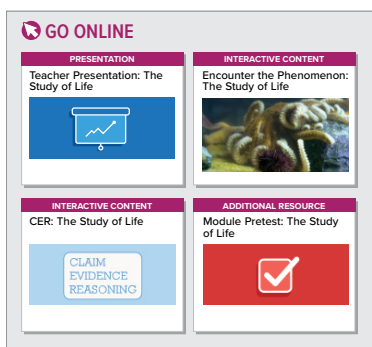 GO ONLINE
PRESENTATION
Teacher Presentation: The
Study of Life
INTERACTIVE CONTENT
Encounter the Phenomenon:
The Study of Life
INTERACTIVE CONTENT
CER: The Study of Life
CLAIM
EVIDENCE
REASONING
ADDITIONAL RESOURCE
Module Pretest: The Study
of Life